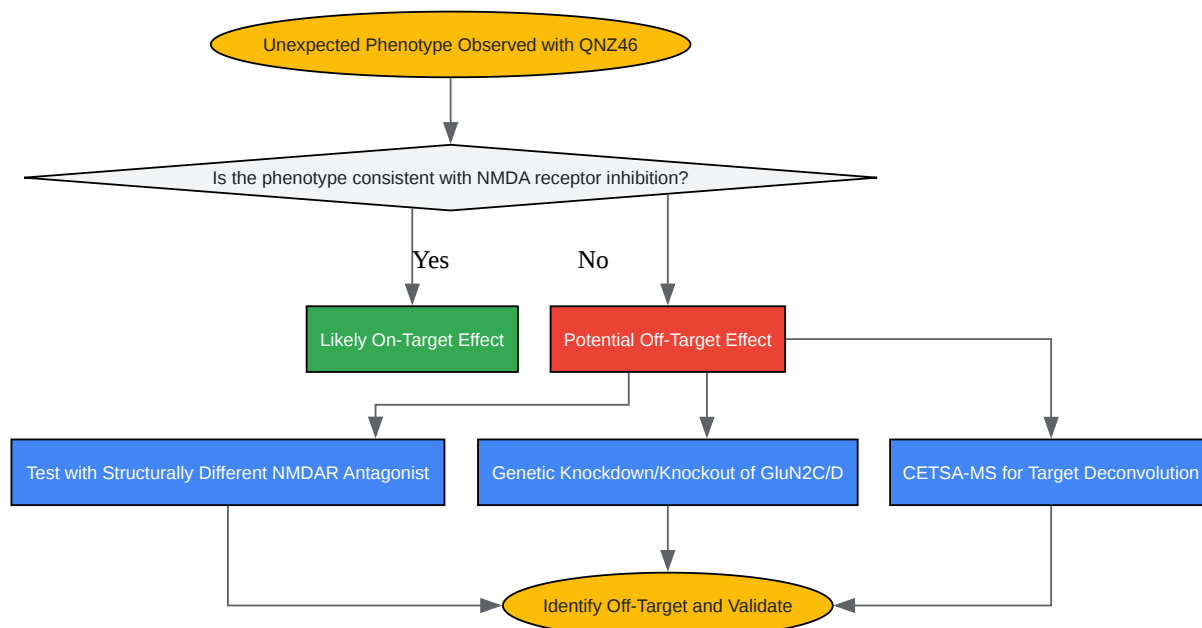 Unexpected Phenotype Observed with QNZ46
Is the phenotype consistent with NMDA receptor inhibition?
Yes
No
Likely On-Target Effect
Potential Off-Target Effect
Test with Structurally Different NMDAR Antagonist
Genetic Knockdown/Knockout of GluN2C/D
CETSA-MS for Target Deconvolution
Identify Off-Target and Validate